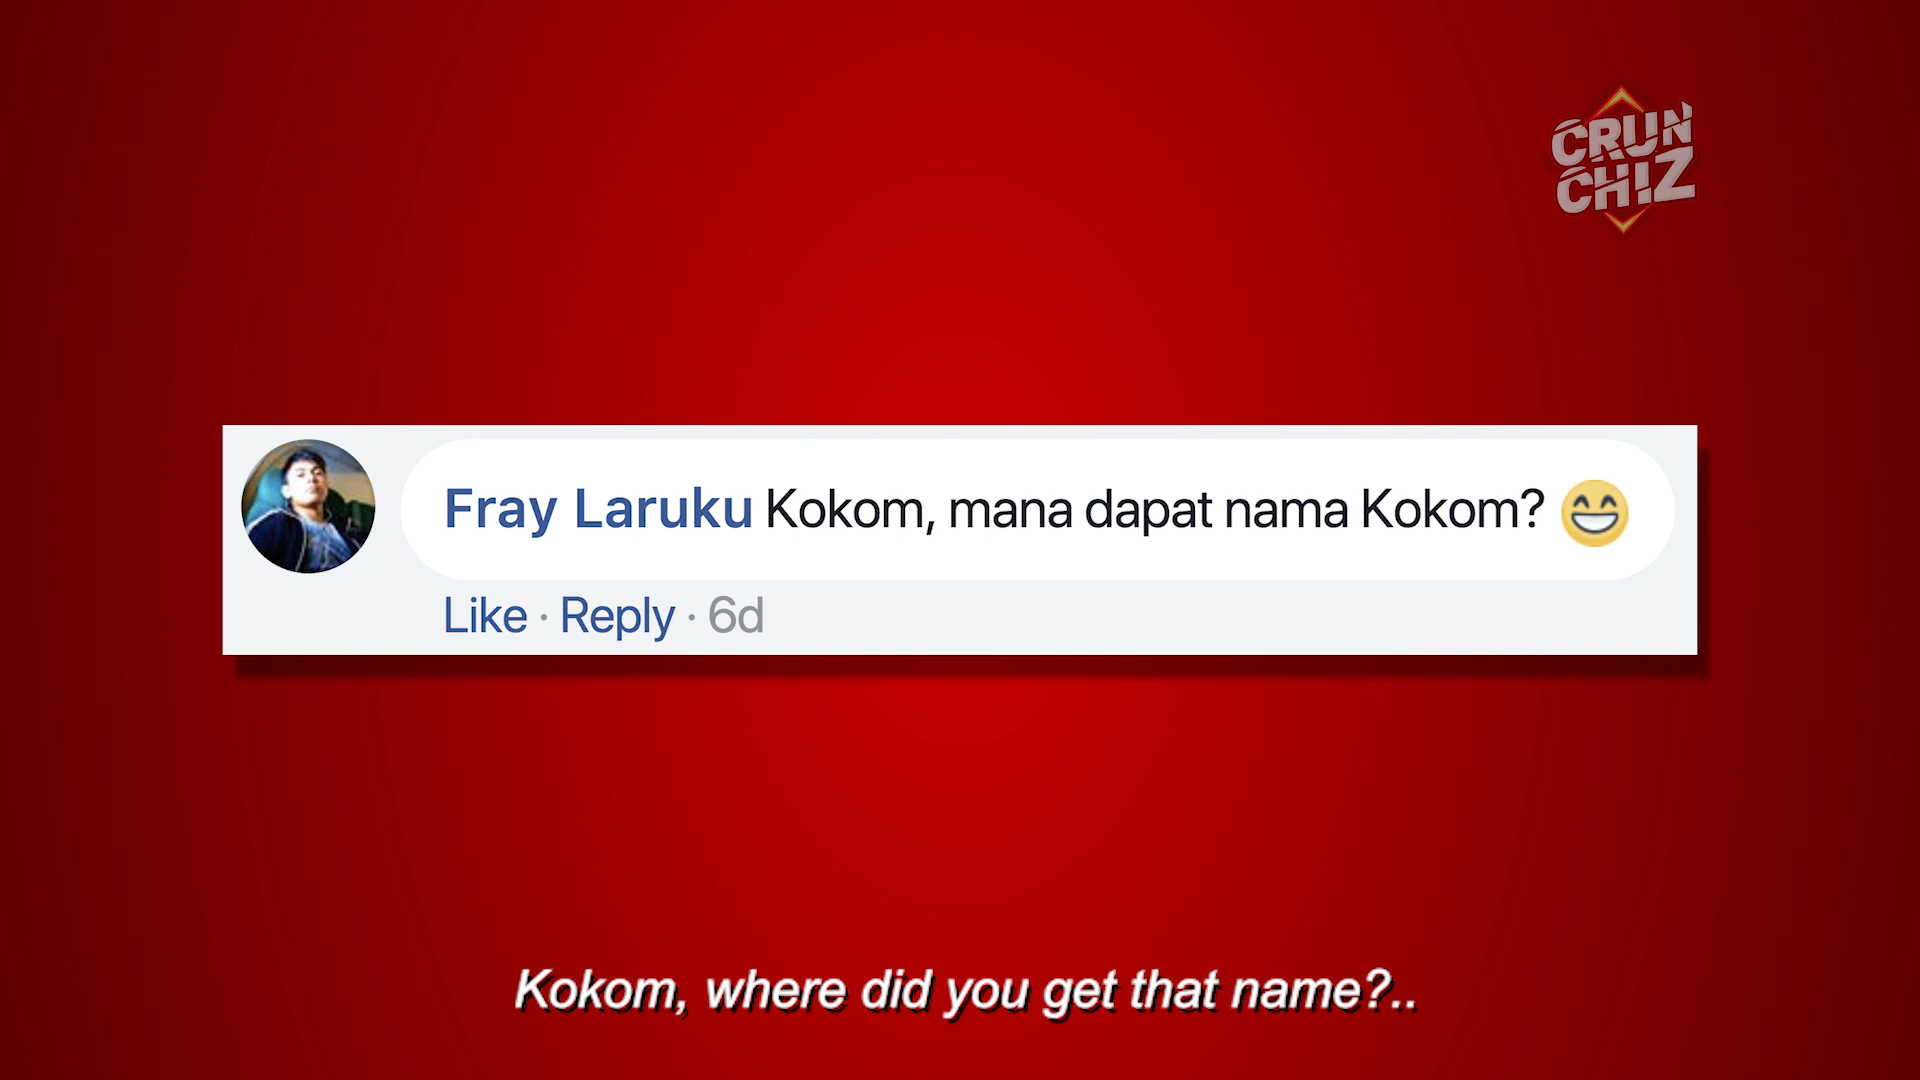 CRUN
CHIZ
Fray Laruku Kokom, mana dapat nama Kokom? 😄
Like · Reply · 6d
Kokom, where did you get that name?..